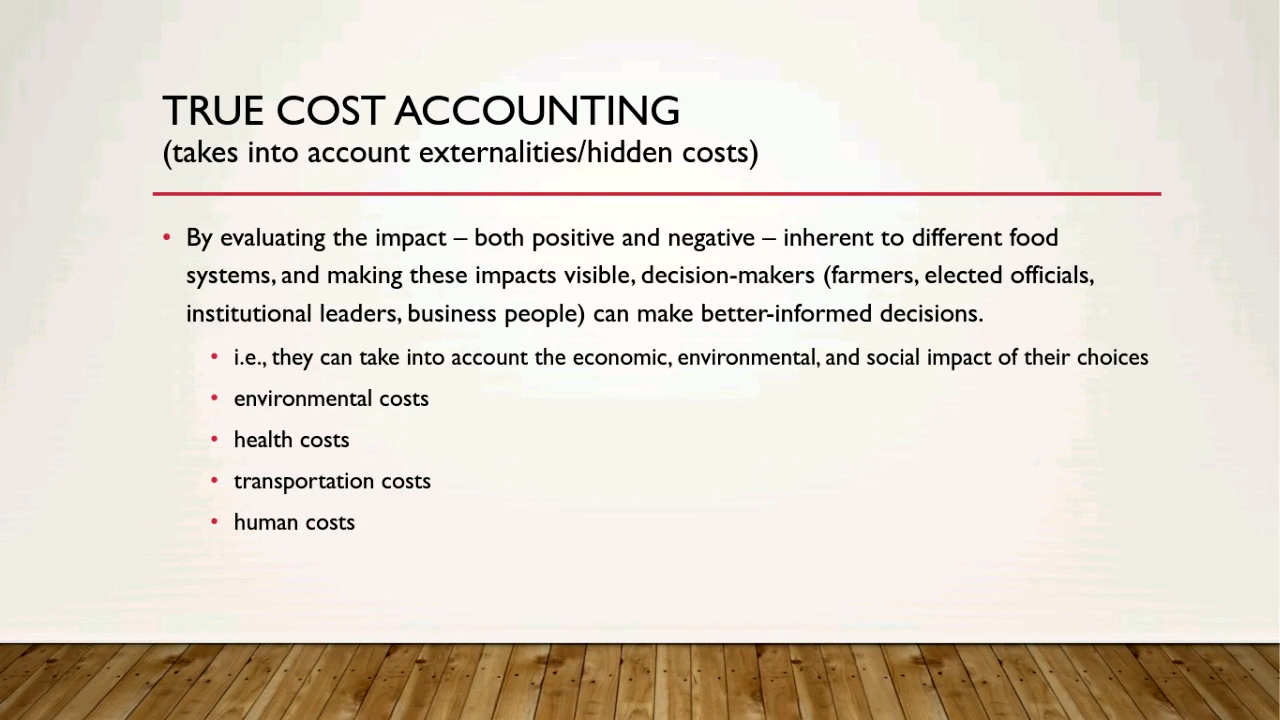 TRUE COST ACCOUNTING
(takes into account externalities/hidden costs)
• By evaluating the impact – both positive and negative – inherent to different food
systems, and making these impacts visible, decision-makers (farmers, elected officials,
institutional leaders, business people) can make better-informed decisions.
• i.e., they can take into account the economic, environmental, and social impact of their choices
• environmental costs
• health costs
• transportation costs
• human costs